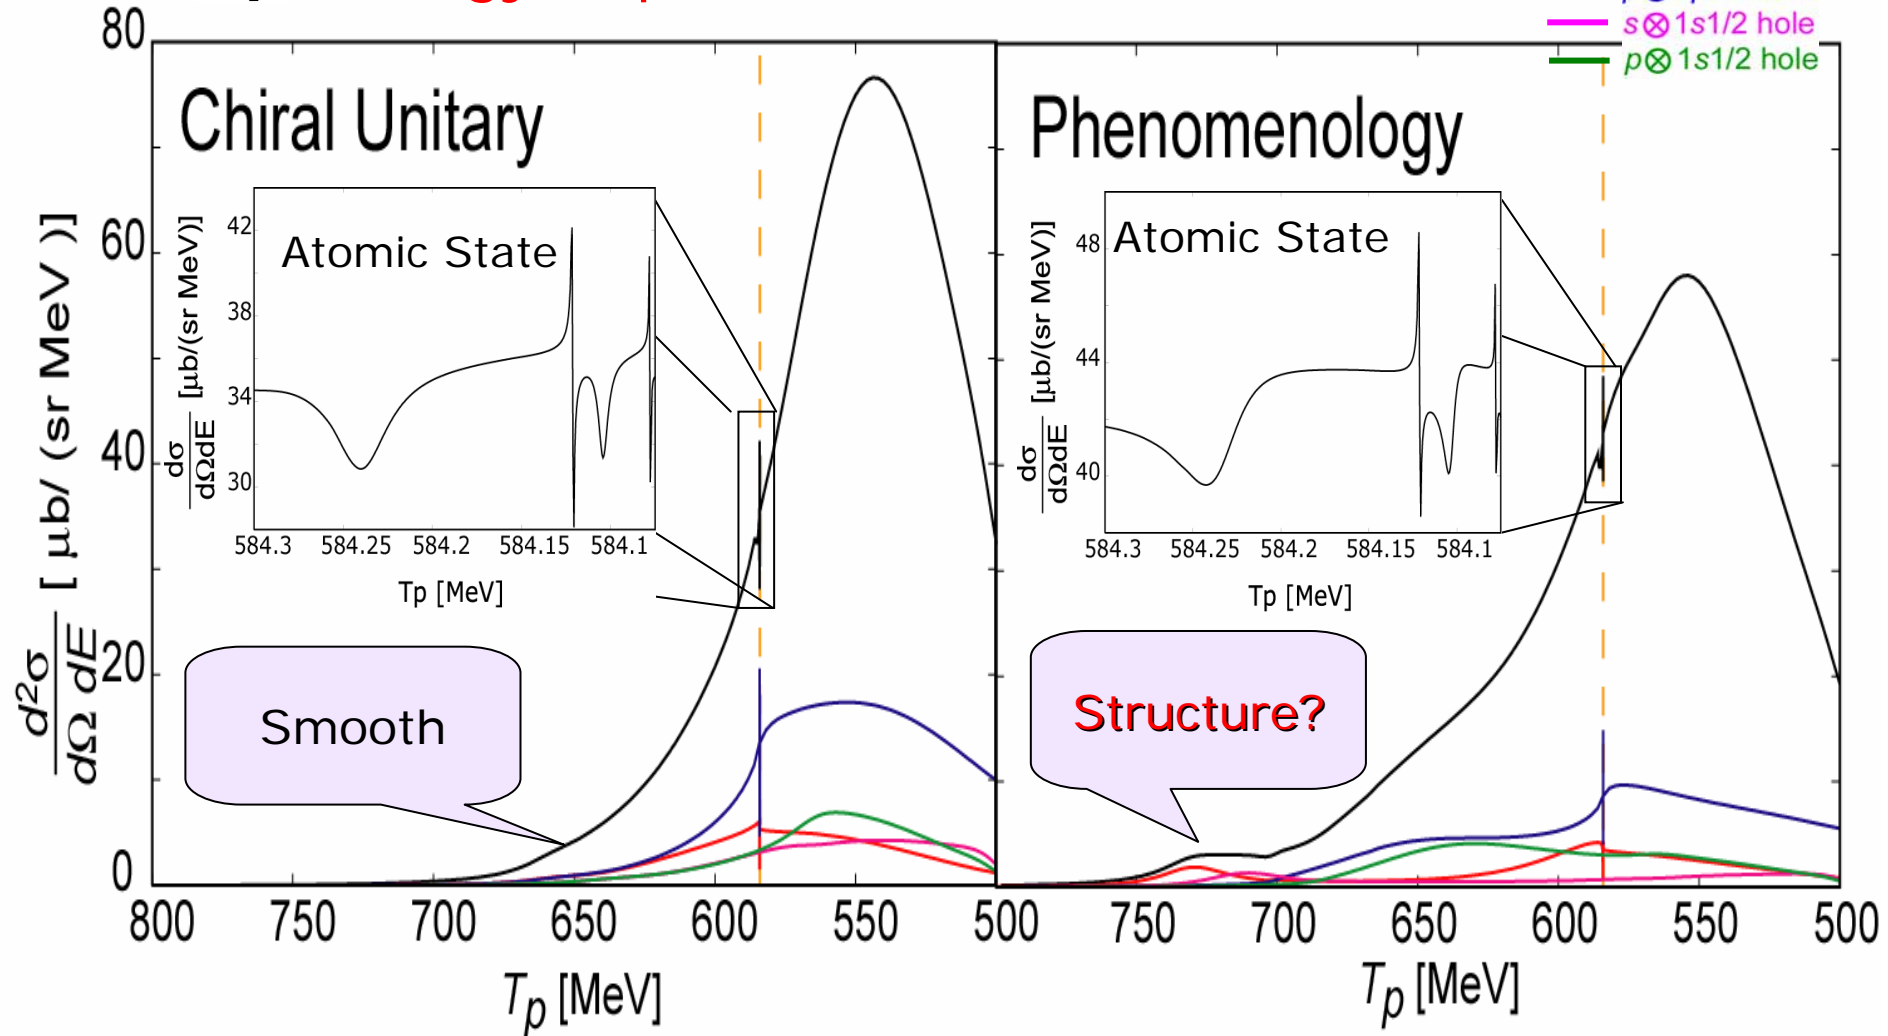 s⊗1s1/2 hole
p⊗1s1/2 hole
Chiral Unitary
Phenomenology
d²σ
dΩ dE
[ μb/ (sr MeV )]
80
60
40
20
0
Atomic State
dσ
dΩdE
[μb/(sr MeV)]
42
38
34
30
584.3 584.25 584.2 584.15 584.1
Tp [MeV]
Atomic State
dσ
dΩdE
[μb/(sr MeV)]
48
44
40
584.3 584.25 584.2 584.15 584.1
Tp [MeV]
Smooth
Structure?
800 750 700 650 600 550 500 750 700 650 600 550 500
Tp [MeV]
Tp [MeV]